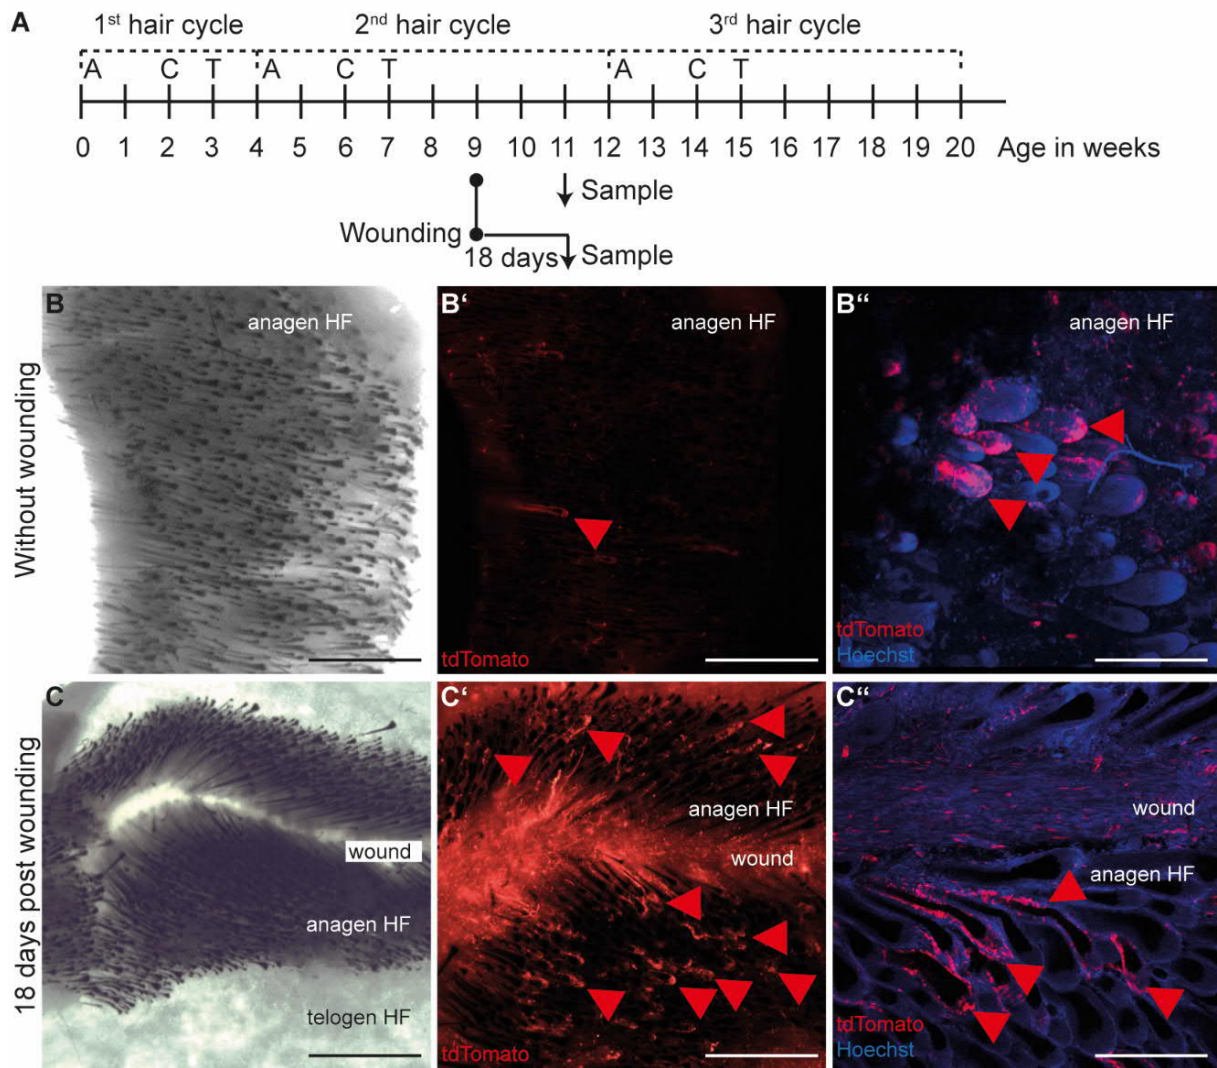 A
1st hair cycle 2nd hair cycle 3rd hair cycle
A C T A C T A C T
0 1 2 3 4 5 6 7 8 9 10 11 12 13 14 15 16 17 18 19 20 Age in weeks
Sample
Wounding
18 days Sample
Without wounding
B
anagen HF
B‘
anagen HF
tdTomato
B“
anagen HF
tdTomato
Hoechst
18 days post wounding
C
wound
anagen HF
telogen HF
C‘
anagen HF
wound
tdTomato
C“
wound
anagen HF
tdTomato
Hoechst